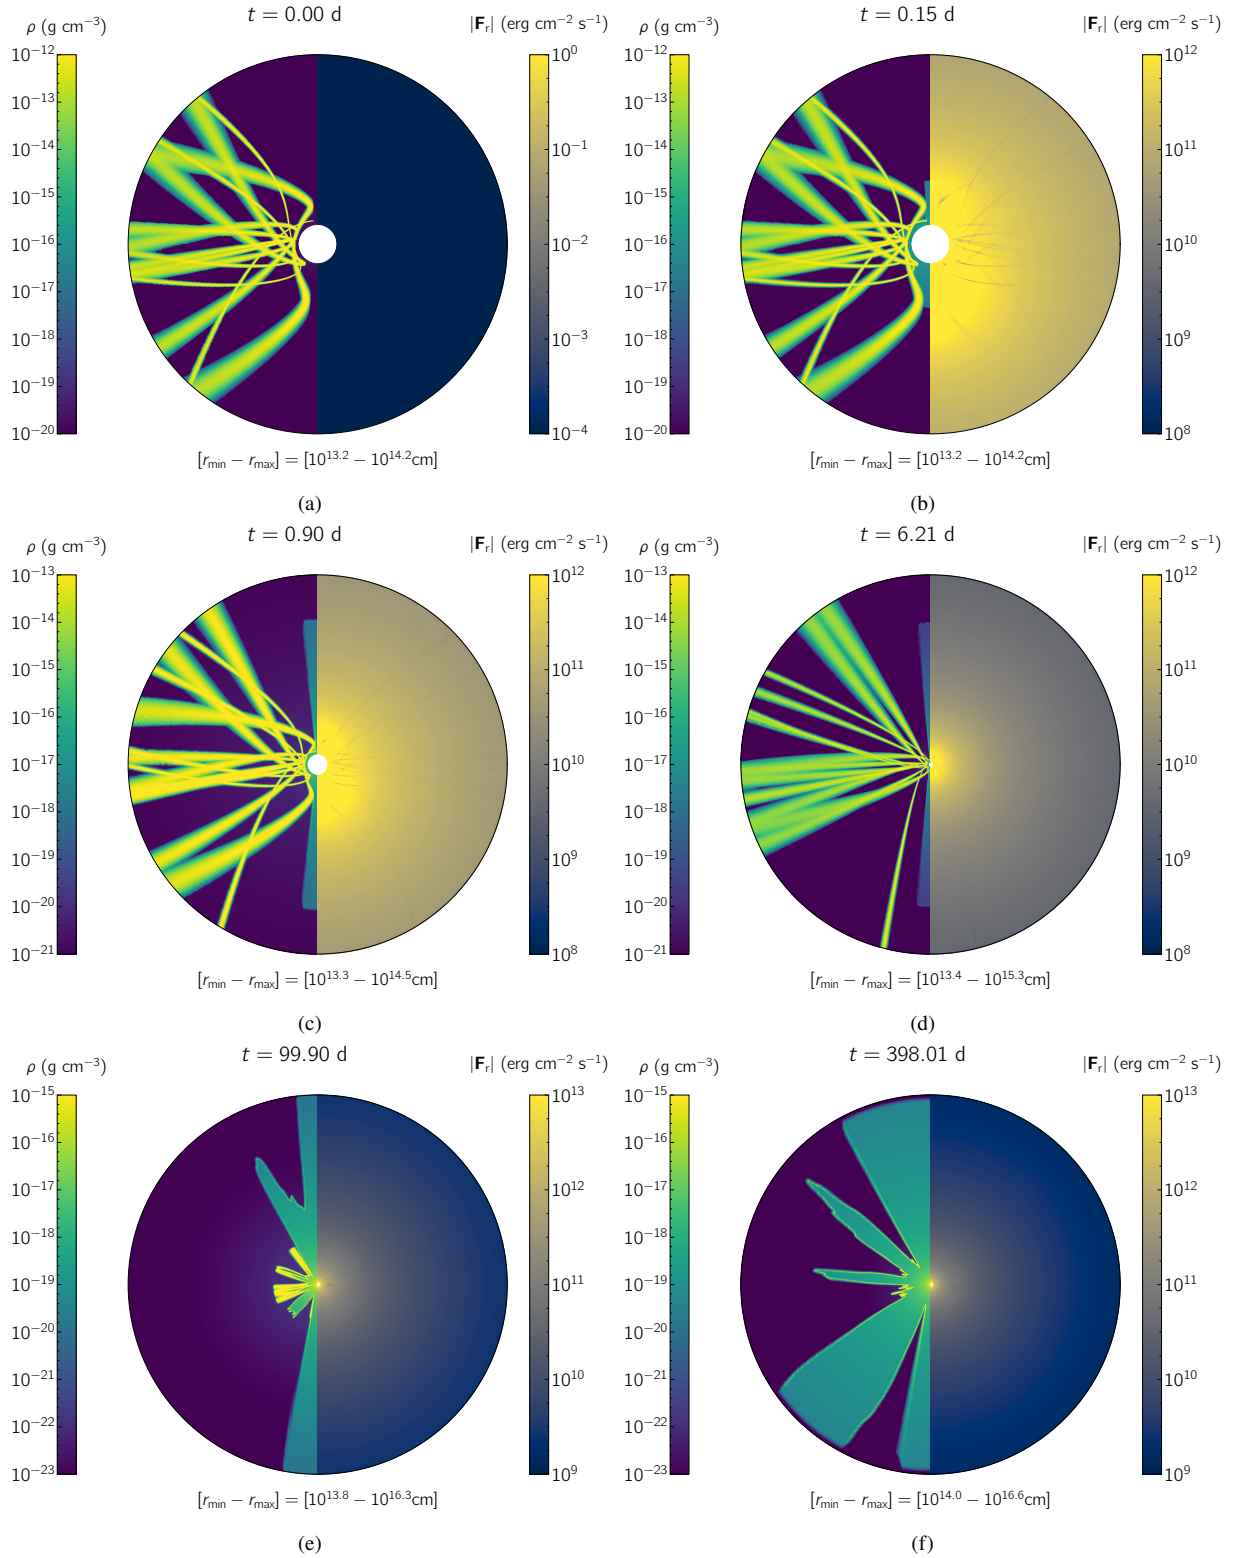 t = 0.00 d
ρ (g cm⁻³)
|Fᵣ| (erg cm⁻² s⁻¹)
10⁻¹²
10⁻¹³
10⁻¹⁴
10⁻¹⁵
10⁻¹⁶
10⁻¹⁷
10⁻¹⁸
10⁻¹⁹
10⁻²⁰
10⁰
10⁻¹
10⁻²
10⁻³
10⁻⁴
[r_min − r_max] = [10^13.2 − 10^14.2cm]
(a)
t = 0.15 d
ρ (g cm⁻³)
|Fᵣ| (erg cm⁻² s⁻¹)
10⁻¹²
10⁻¹³
10⁻¹⁴
10⁻¹⁵
10⁻¹⁶
10⁻¹⁷
10⁻¹⁸
10⁻¹⁹
10⁻²⁰
10¹²
10¹¹
10¹⁰
10⁹
10⁸
[r_min − r_max] = [10^13.2 − 10^14.2cm]
(b)
t = 0.90 d
ρ (g cm⁻³)
|Fᵣ| (erg cm⁻² s⁻¹)
10⁻¹³
10⁻¹⁴
10⁻¹⁵
10⁻¹⁶
10⁻¹⁷
10⁻¹⁸
10⁻¹⁹
10⁻²⁰
10⁻²¹
10¹²
10¹¹
10¹⁰
10⁹
10⁸
[r_min − r_max] = [10^13.3 − 10^14.5cm]
(c)
t = 6.21 d
ρ (g cm⁻³)
|Fᵣ| (erg cm⁻² s⁻¹)
10⁻¹³
10⁻¹⁴
10⁻¹⁵
10⁻¹⁶
10⁻¹⁷
10⁻¹⁸
10⁻¹⁹
10⁻²⁰
10⁻²¹
10¹²
10¹¹
10¹⁰
10⁹
10⁸
[r_min − r_max] = [10^13.4 − 10^15.3cm]
(d)
t = 99.90 d
ρ (g cm⁻³)
|Fᵣ| (erg cm⁻² s⁻¹)
10⁻¹⁵
10⁻¹⁶
10⁻¹⁷
10⁻¹⁸
10⁻¹⁹
10⁻²⁰
10⁻²¹
10⁻²²
10⁻²³
10¹³
10¹²
10¹¹
10¹⁰
10⁹
[r_min − r_max] = [10^13.8 − 10^16.3cm]
(e)
t = 398.01 d
ρ (g cm⁻³)
|Fᵣ| (erg cm⁻² s⁻¹)
10⁻¹⁵
10⁻¹⁶
10⁻¹⁷
10⁻¹⁸
10⁻¹⁹
10⁻²⁰
10⁻²¹
10⁻²²
10⁻²³
10¹³
10¹²
10¹¹
10¹⁰
10⁹
[r_min − r_max] = [10^14.0 − 10^16.6cm]
(f)